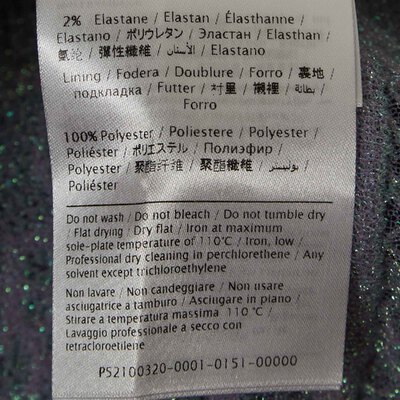 2% Elastane / Elastan / Élasthanne /
Elastano / ポリウレタン / Эластан / Elasthan /
氨纶 / 彈性纖維 / الأستان / Elastano
Lining / Fodera / Doublure / Forro / 裏地
/ подкладка / Futter / 衬里 / 襯裡 / بطانة /
Forro
100% Polyester / Poliestere / Polyester /
Poliéster / ポリエステル / Полиэфир /
Polyester / 聚酯纤维 / 聚酯纖維 / بوليستر /
Poliéster
Do not wash / Do not bleach / Do not tumble dry
/ Flat drying / Dry flat / Iron at maximum
sole-plate temperature of 110°C / Iron, low /
Professional dry cleaning in perchlorethene / Any
solvent except trichloroethylene
Non lavare / Non candeggiare / Non usare
asciugatrice a tamburo / Asciugare in piano /
Stirare a temperatura massima 110°C /
Lavaggio professionale a secco con
tetracloroetilene
P52100320-0001-0151-00000